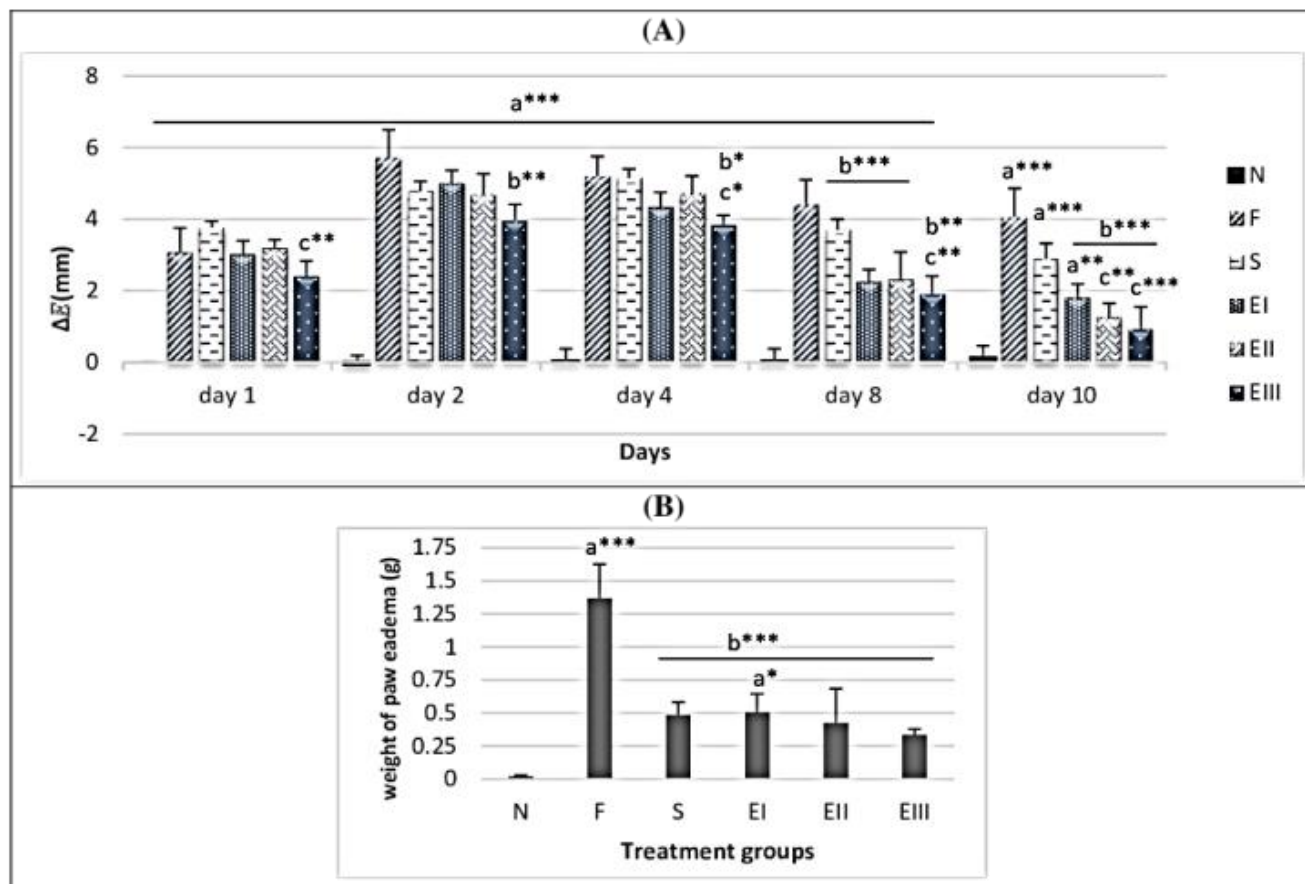 (A)
8
6
4
2
0
-2
ΔE(mm)
a***
c**
b**
b*
c*
b***
b**
c**
a***
a***
b***
a**
c**
c***
day 1 day 2 day 4 day 8 day 10
Days
N
F
S
EI
EII
EIII
(B)
weight of paw eadema (g)
1.75
1.5
1.25
1
0.75
0.5
0.25
0
a***
b***
a*
N F S EI EII EIII
Treatment groups